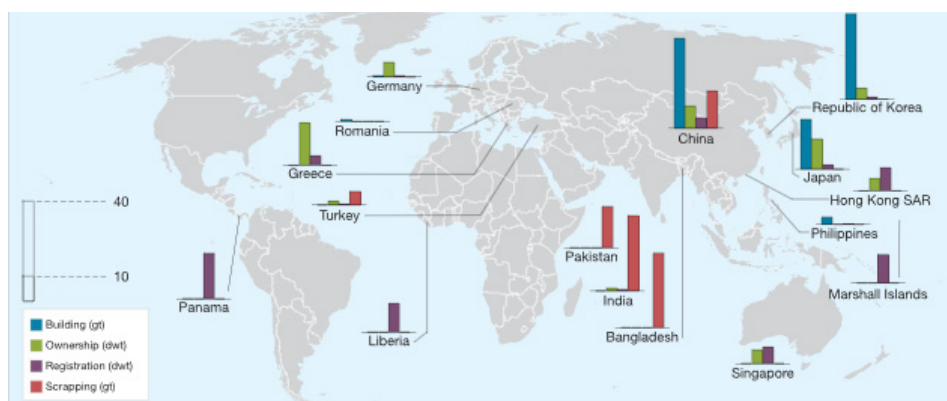 Germany
Romania
Greece
Turkey
China
Republic of Korea
Japan
Hong Kong SAR
Philippines
Pakistan
India
Bangladesh
Marshall Islands
Panama
Liberia
Singapore
40
10
Building (gt)
Ownership (dwt)
Registration (dwt)
Scrapping (gt)